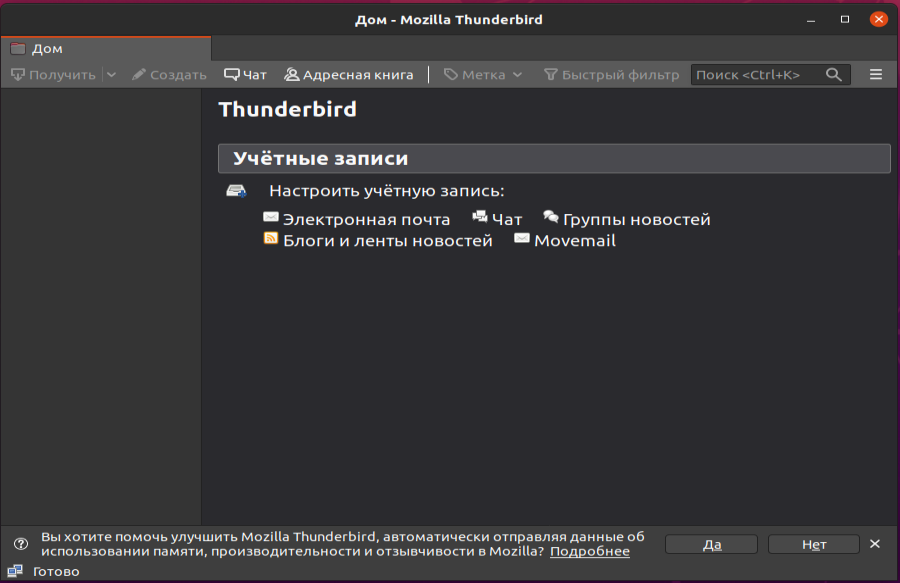 Дом - Mozilla Thunderbird
Дом
Получить Создать Чат Адресная книга Метка Быстрый фильтр Поиск <Ctrl+K>
Thunderbird
Учётные записи
Настроить учётную запись:
Электронная почта Чат Группы новостей
Блоги и ленты новостей Movemail
Вы хотите помочь улучшить Mozilla Thunderbird, автоматически отправляя данные об
использовании памяти, производительности и отзывчивости в Mozilla? Подробнее
Да Нет
Готово